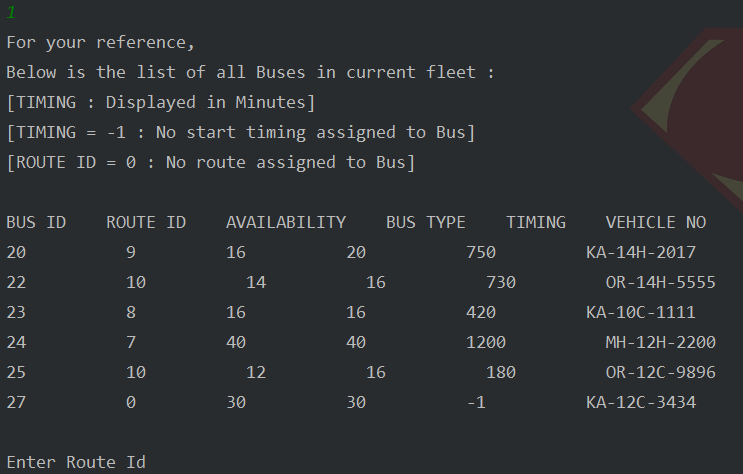 1
For your reference,
Below is the list of all Buses in current fleet :
[TIMING : Displayed in Minutes]
[TIMING = -1 : No start timing assigned to Bus]
[ROUTE ID = 0 : No route assigned to Bus]
BUS ID    ROUTE ID    AVAILABILITY    BUS TYPE    TIMING    VEHICLE NO
20          9         16          20          750         KA-14H-2017
22          10          14          16          730         OR-14H-5555
23          8         16          16          420         KA-10C-1111
24          7         40          40          1200          MH-12H-2200
25          10          12          16          180         OR-12C-9896
27          0         30          30          -1          KA-12C-3434
Enter Route Id